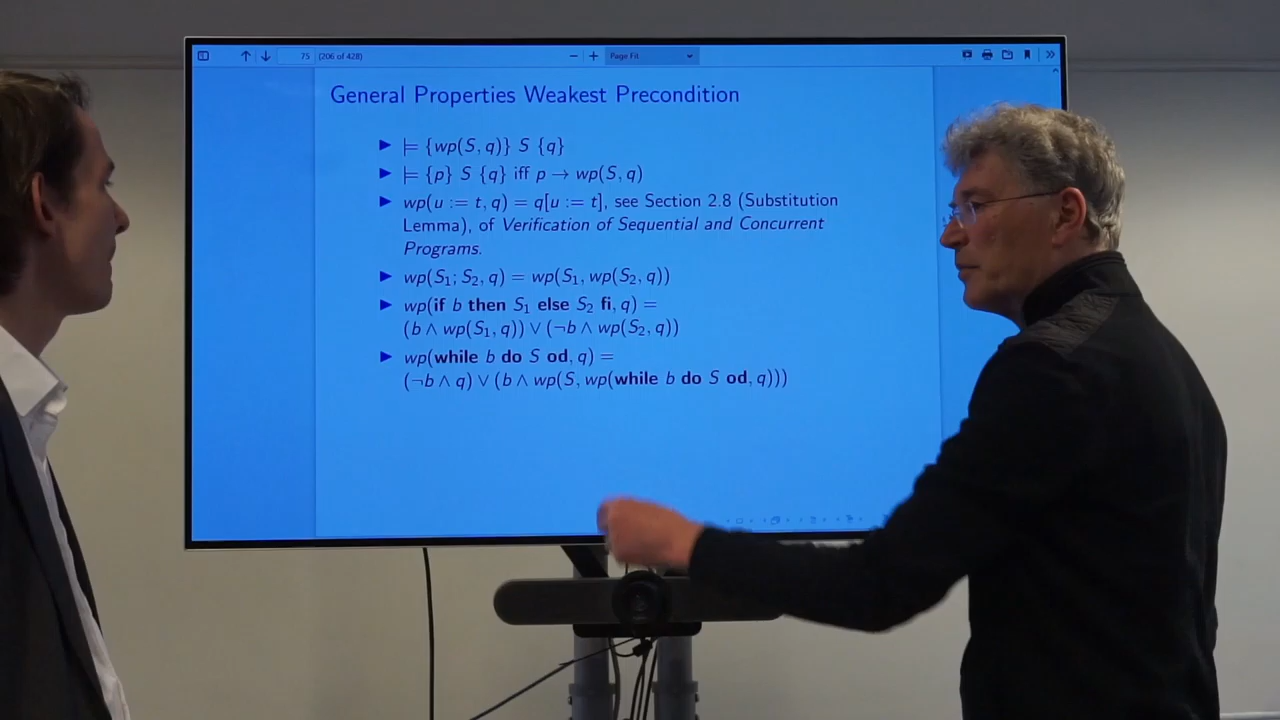 75 (206 of 428) − + Page Fit
General Properties Weakest Precondition
▶ ⊨ {wp(S, q)} S {q}
▶ ⊨ {p} S {q} iff p → wp(S, q)
▶ wp(u := t, q) = q[u := t], see Section 2.8 (Substitution
Lemma), of Verification of Sequential and Concurrent
Programs.
▶ wp(S₁; S₂, q) = wp(S₁, wp(S₂, q))
▶ wp(if b then S₁ else S₂ fi, q) =
(b ∧ wp(S₁, q)) ∨ (¬b ∧ wp(S₂, q))
▶ wp(while b do S od, q) =
(¬b ∧ q) ∨ (b ∧ wp(S, wp(while b do S od, q)))